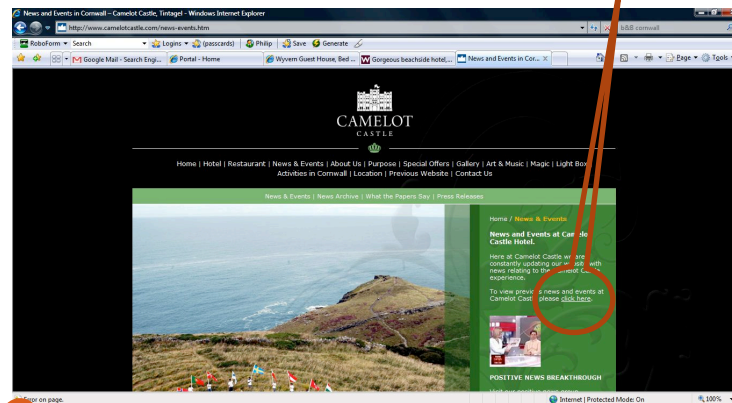 News and Events in Cornwall – Camelot Castle, Tintagel - Windows Internet Explorer
http://www.camelotcastle.com/news-events.htm
b&B cornwall
RoboForm Search Logins (passcards) Philip Save Generate
Google Mail - Search Engi... Portal - Home Wyvern Guest House, Bed ... Gorgeous beachside hotel,... News and Events in Cor... X Page Tools
CAMELOT
CASTLE
Home | Hotel | Restaurant | News & Events | About Us | Purpose | Special Offers | Gallery | Art & Music | Magic | Light Box |
Activities in Cornwall | Location | Previous Website | Contact Us
News & Events | News Archive | What the Papers Say | Press Releases
Home / News & Events
News and Events at Camelot
Castle Hotel.
Here at Camelot Castle we are
constantly updating our website with
news relating to the Camelot Castle
experience.
To view previous news and events at
Camelot Castle please click here.
POSITIVE NEWS BREAKTHROUGH
Error on page.
Internet | Protected Mode: On
100%